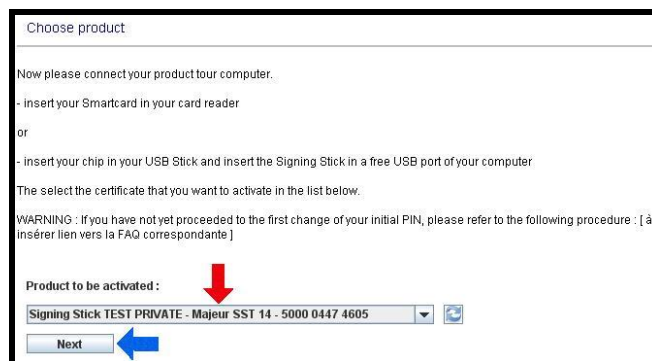 Choose product
Now please connect your product tour computer.
- insert your Smartcard in your card reader
or
- insert your chip in your USB Stick and insert the Signing Stick in a free USB port of your computer
The select the certificate that you want to activate in the list below.
WARNING : If you have not yet proceeded to the first change of your initial PIN, please refer to the following procedure : [ à
insérer lien vers la FAQ correspondante ]
Product to be activated :
Signing Stick TEST PRIVATE - Majeur SST 14 - 5000 0447 4605
Next